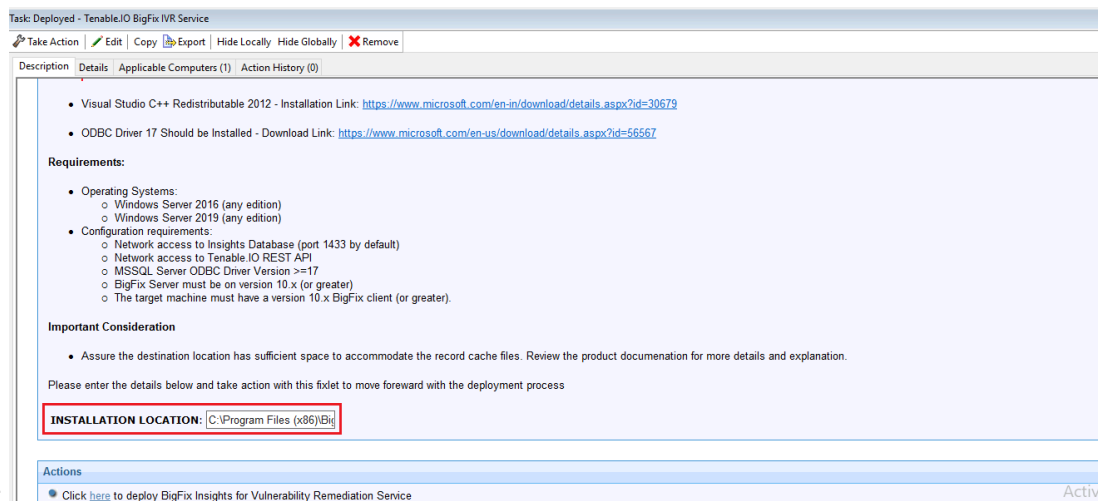 Task: Deployed - Tenable.IO BigFix IVR Service
Take Action Edit Copy Export Hide Locally Hide Globally Remove
Description Details Applicable Computers (1) Action History (0)
Visual Studio C++ Redistributable 2012 - Installation Link: https://www.microsoft.com/en-in/download/details.aspx?id=30679
ODBC Driver 17 Should be Installed - Download Link: https://www.microsoft.com/en-us/download/details.aspx?id=56567
Requirements:
Operating Systems:
Windows Server 2016 (any edition)
Windows Server 2019 (any edition)
Configuration requirements:
Network access to Insights Database (port 1433 by default)
Network access to Tenable.IO REST API
MSSQL Server ODBC Driver Version >=17
BigFix Server must be on version 10.x (or greater)
The target machine must have a version 10.x BigFix client (or greater).
Important Consideration
Assure the destination location has sufficient space to accommodate the record cache files. Review the product documenation for more details and explanation.
Please enter the details below and take action with this fixlet to move foreward with the deployment process
INSTALLATION LOCATION: C:\Program Files (x86)\Big
Actions
Click here to deploy BigFix Insights for Vulnerability Remediation Service
Activ